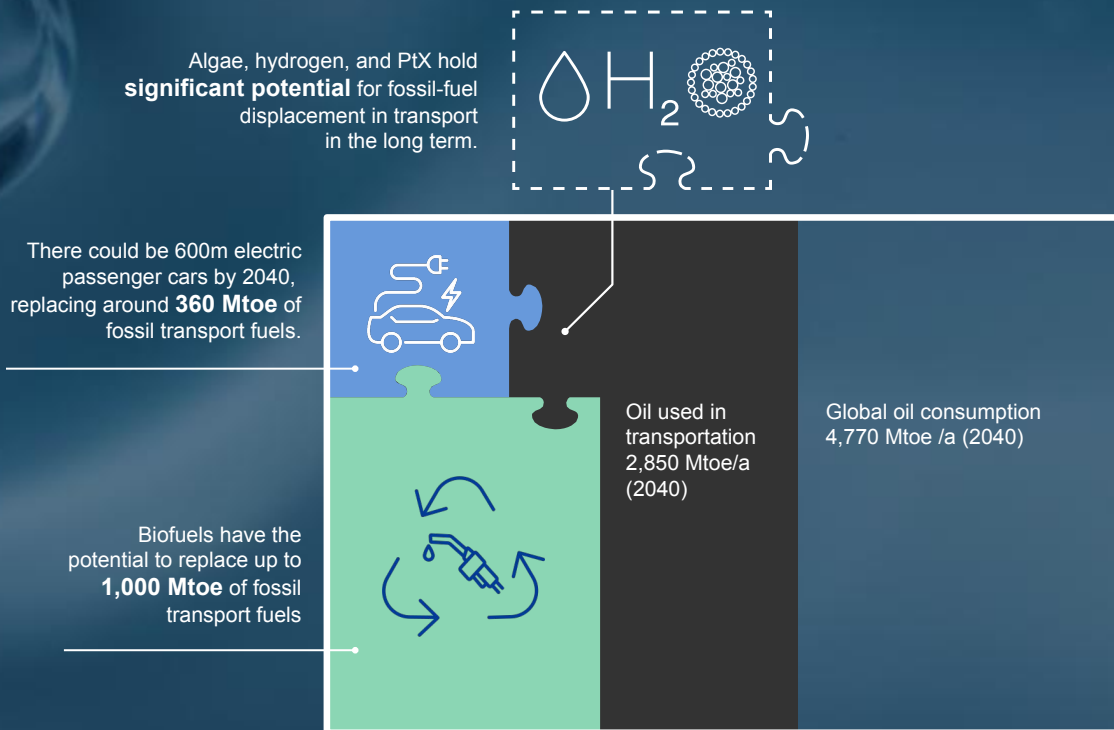 Algae, hydrogen, and PtX hold
significant potential for fossil-fuel
displacement in transport
in the long term.
H2
There could be 600m electric
passenger cars by 2040,
replacing around 360 Mtoe of
fossil transport fuels.
Oil used in
transportation
2,850 Mtoe/a
(2040)
Global oil consumption
4,770 Mtoe /a (2040)
Biofuels have the
potential to replace up to
1,000 Mtoe of fossil
transport fuels